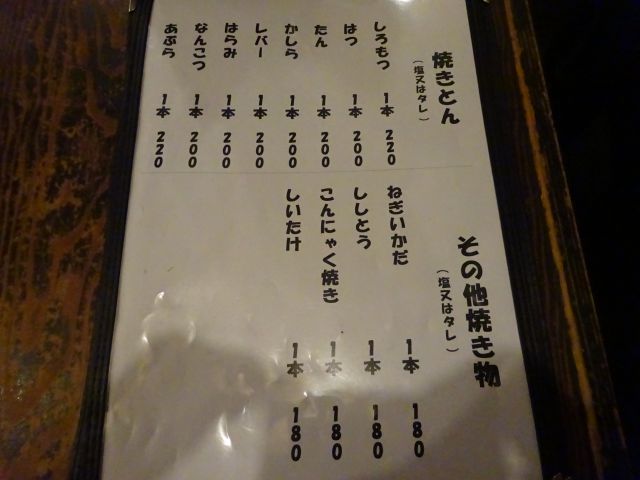 焼きとん
（塩又はタレ）
しろもつ 1本 220
はつ 1本 200
たん 1本 200
かしら 1本 200
レバー 1本 200
はらみ 1本 200
なんこつ 1本 200
あぶら 1本 220
その他焼き物
（塩又はタレ）
ねぎいかだ 1本 180
ししとう 1本 180
こんにゃく焼き 1本 180
しいたけ 1本 180